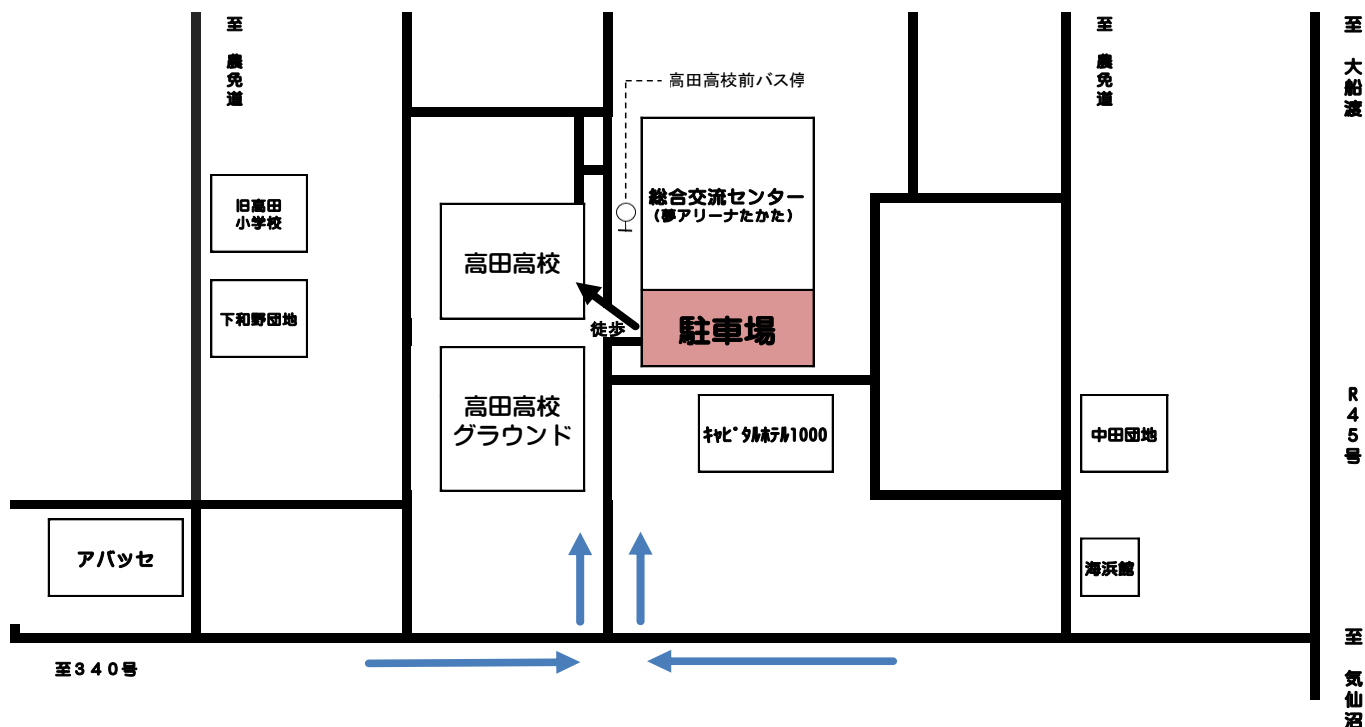 至 農免道
至 農免道
至 大船渡
高田高校前バス停
旧高田
小学校
総合交流センター
（夢アリーナたかた）
高田高校
下和野団地
徒歩
駐車場
高田高校
グラウンド
ｷｬﾋﾟﾀﾙﾎﾃﾙ1000
中田団地
R45号
アバッセ
海浜館
至340号
至 気仙沼